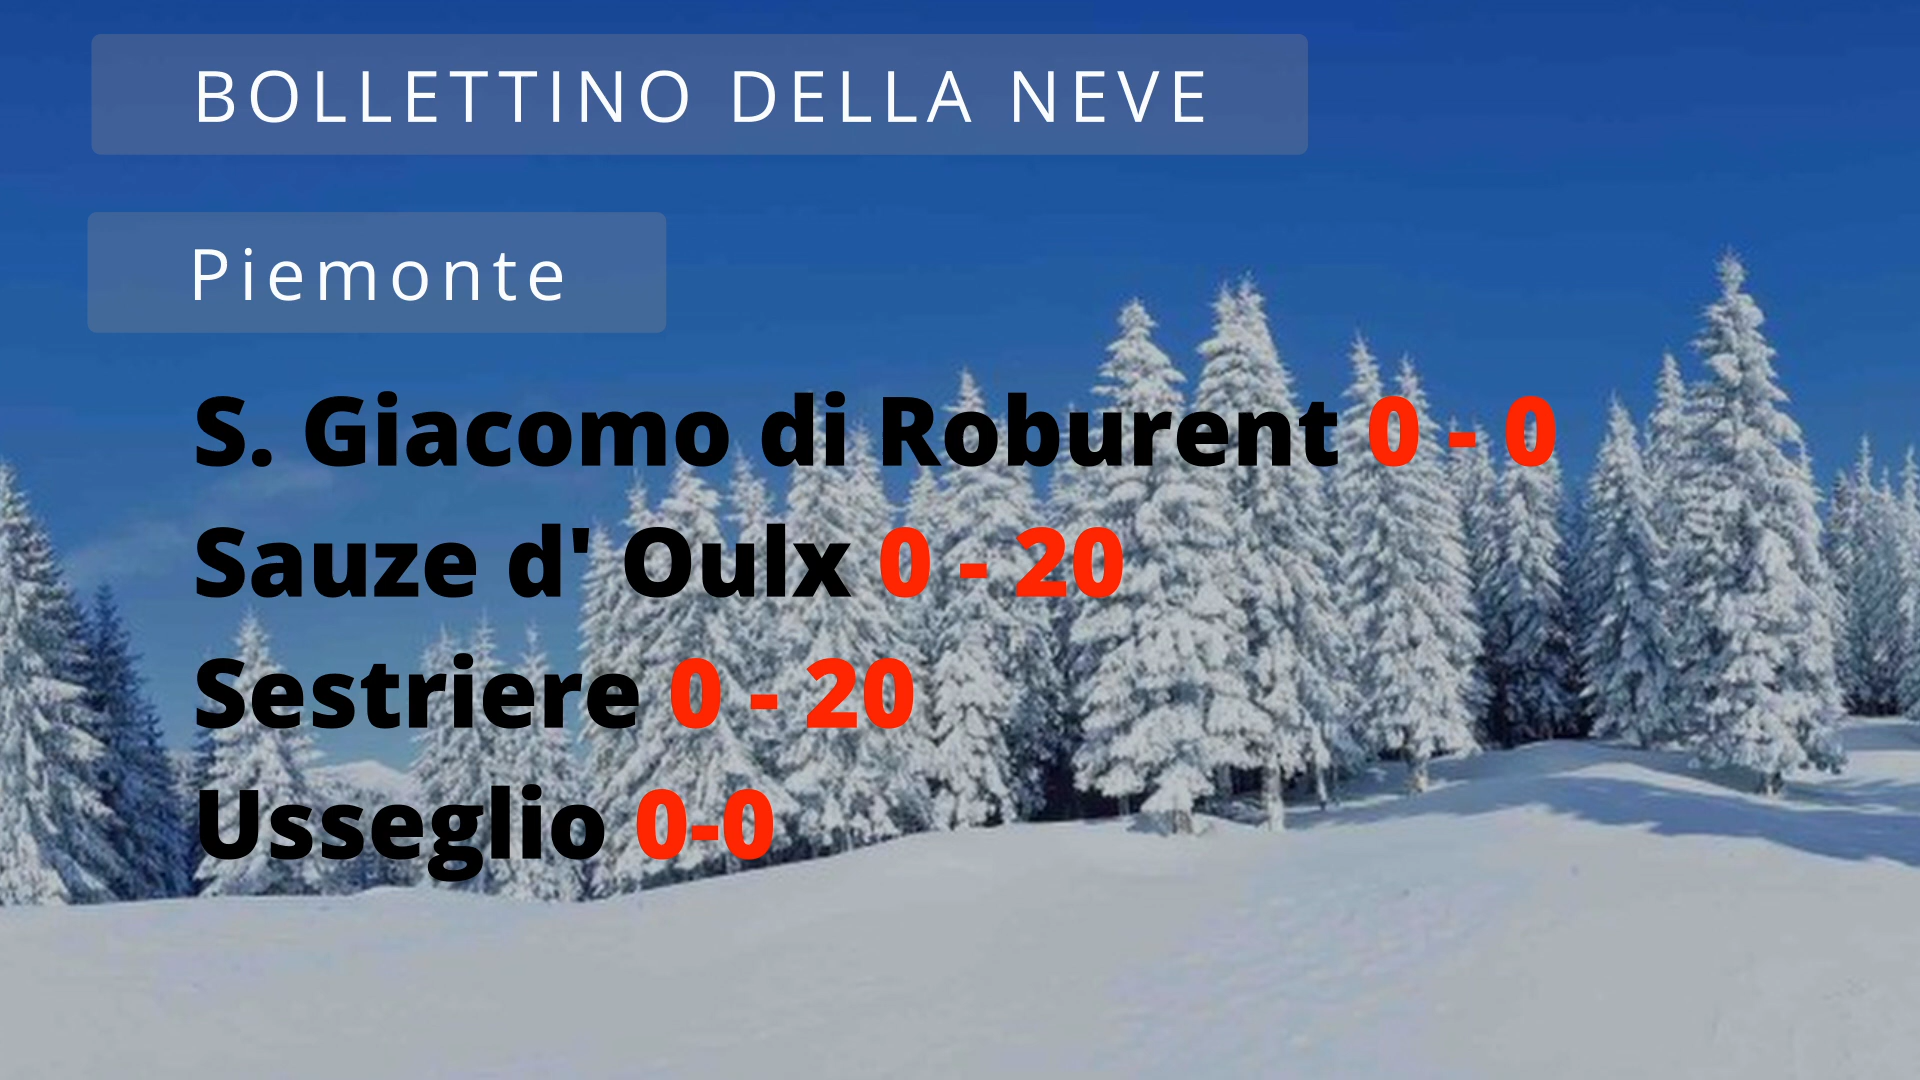 BOLLETTINO DELLA NEVE
Piemonte
S. Giacomo di Roburent 0 - 0
Sauze d' Oulx 0 - 20
Sestriere 0 - 20
Usseglio 0-0